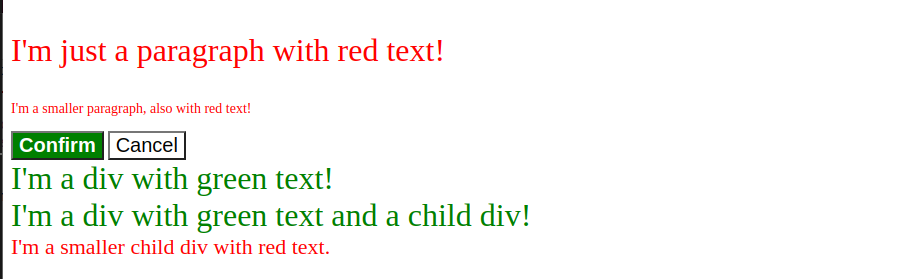 I'm just a paragraph with red text!
I'm a smaller paragraph, also with red text!
Confirm Cancel
I'm a div with green text!
I'm a div with green text and a child div!
I'm a smaller child div with red text.